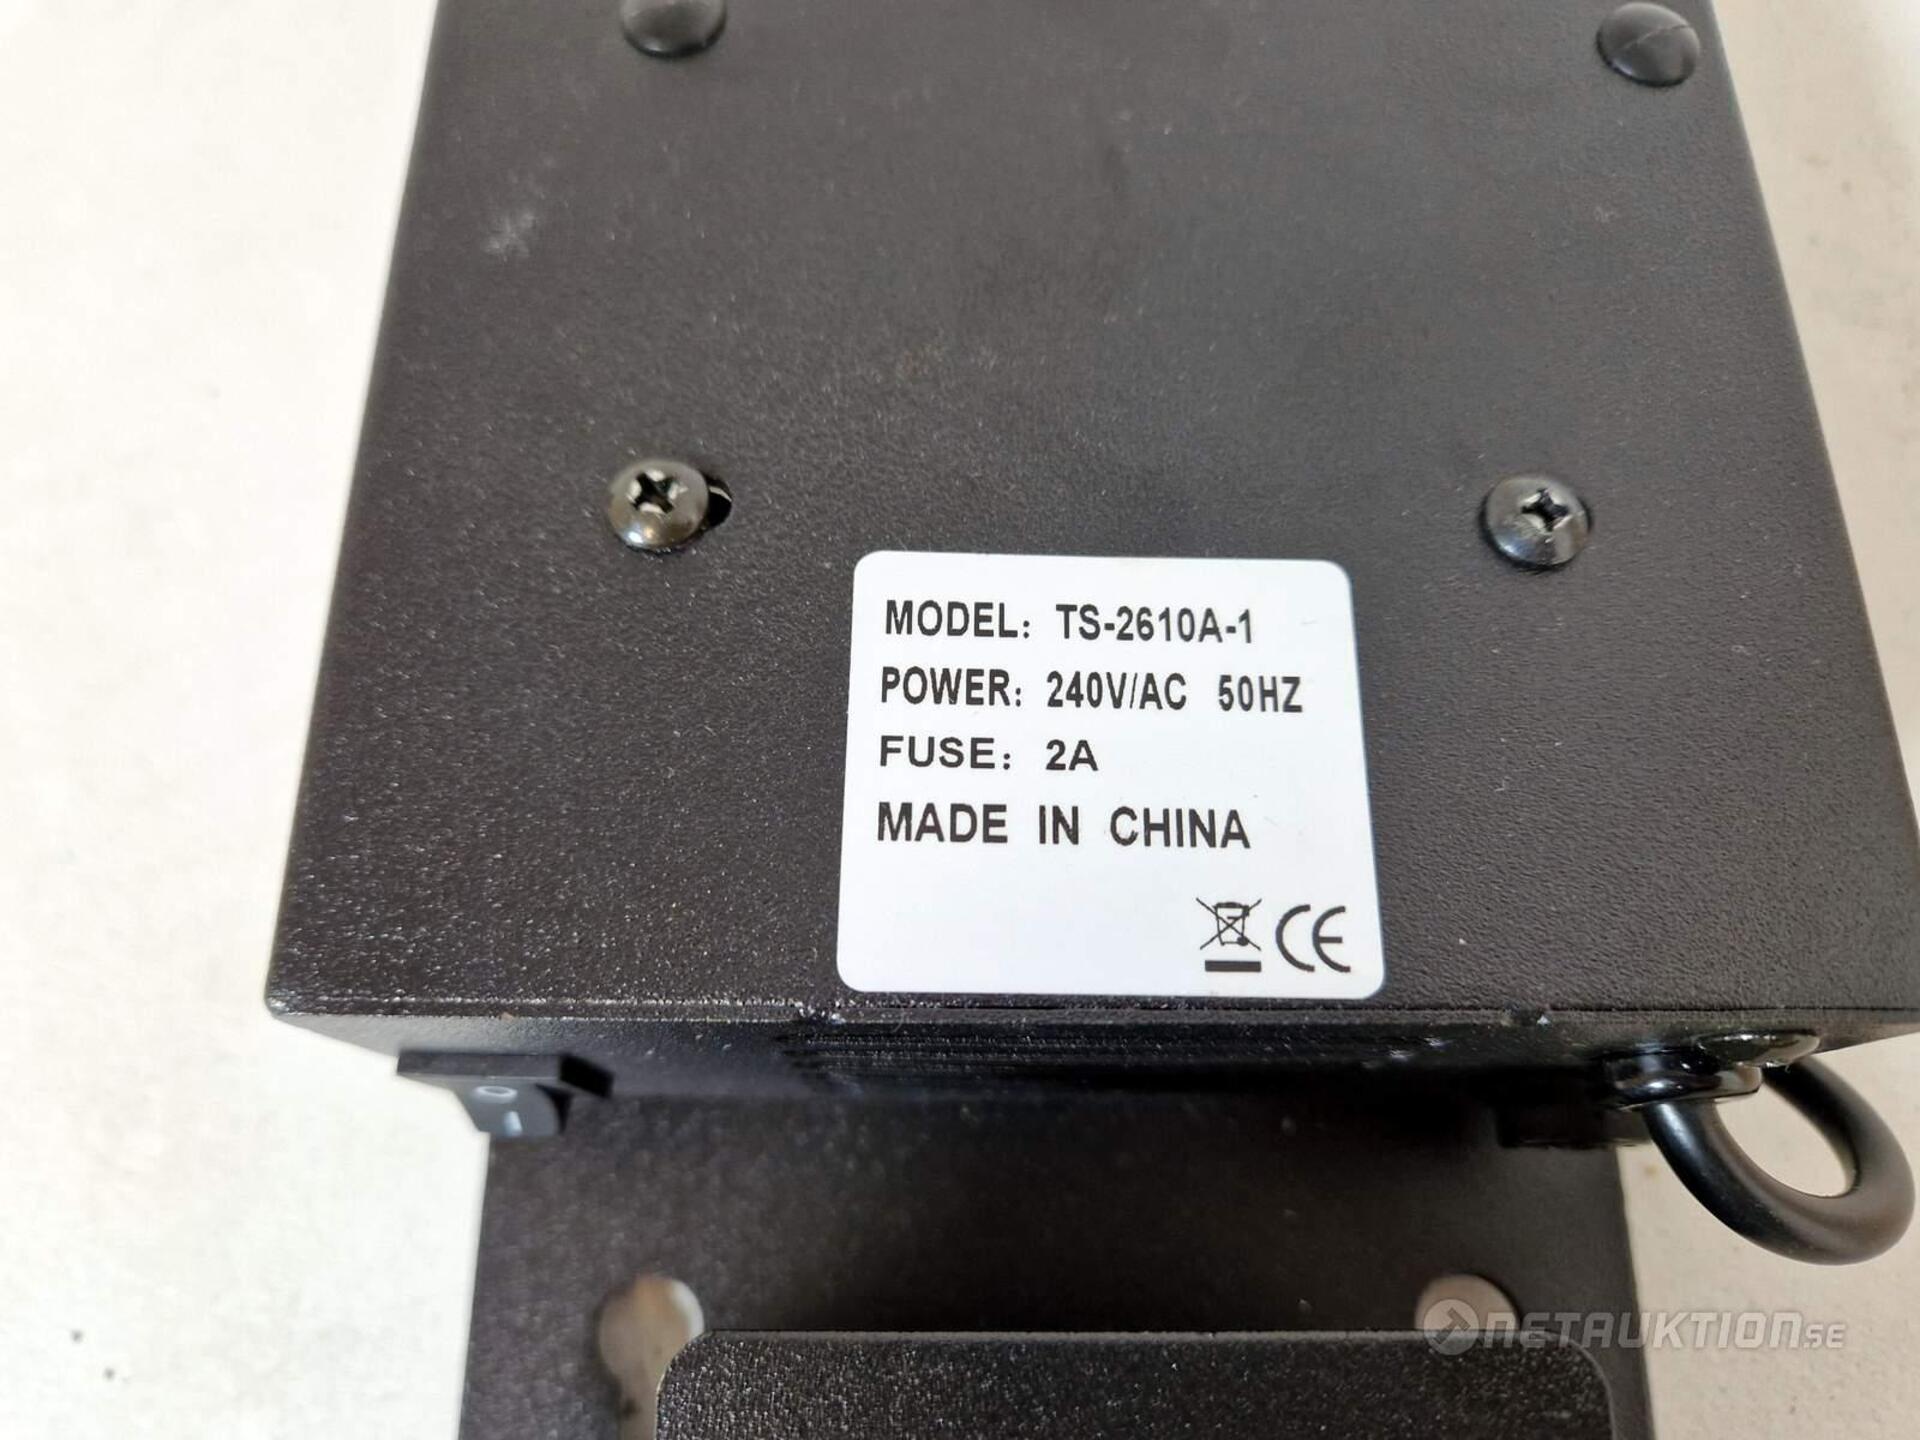 MODEL: TS-2610A-1
POWER: 240V/AC 50HZ
FUSE: 2A
MADE IN CHINA
CE
O
I
NETAUKTION.SE